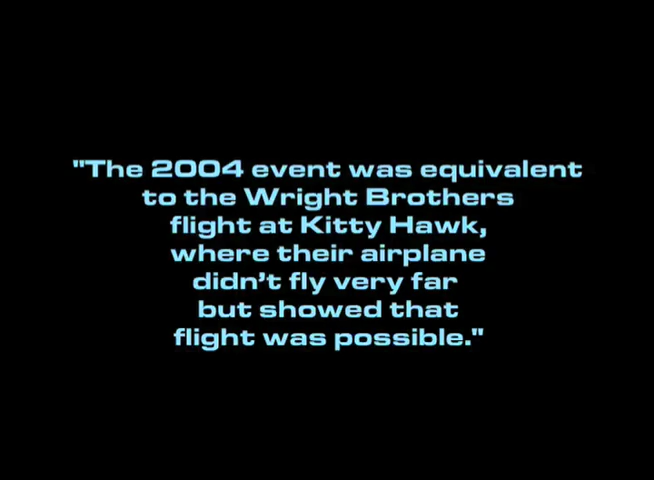 "The 2004 event was equivalent
to the Wright Brothers
flight at Kitty Hawk,
where their airplane
didn’t fly very far
but showed that
flight was possible."